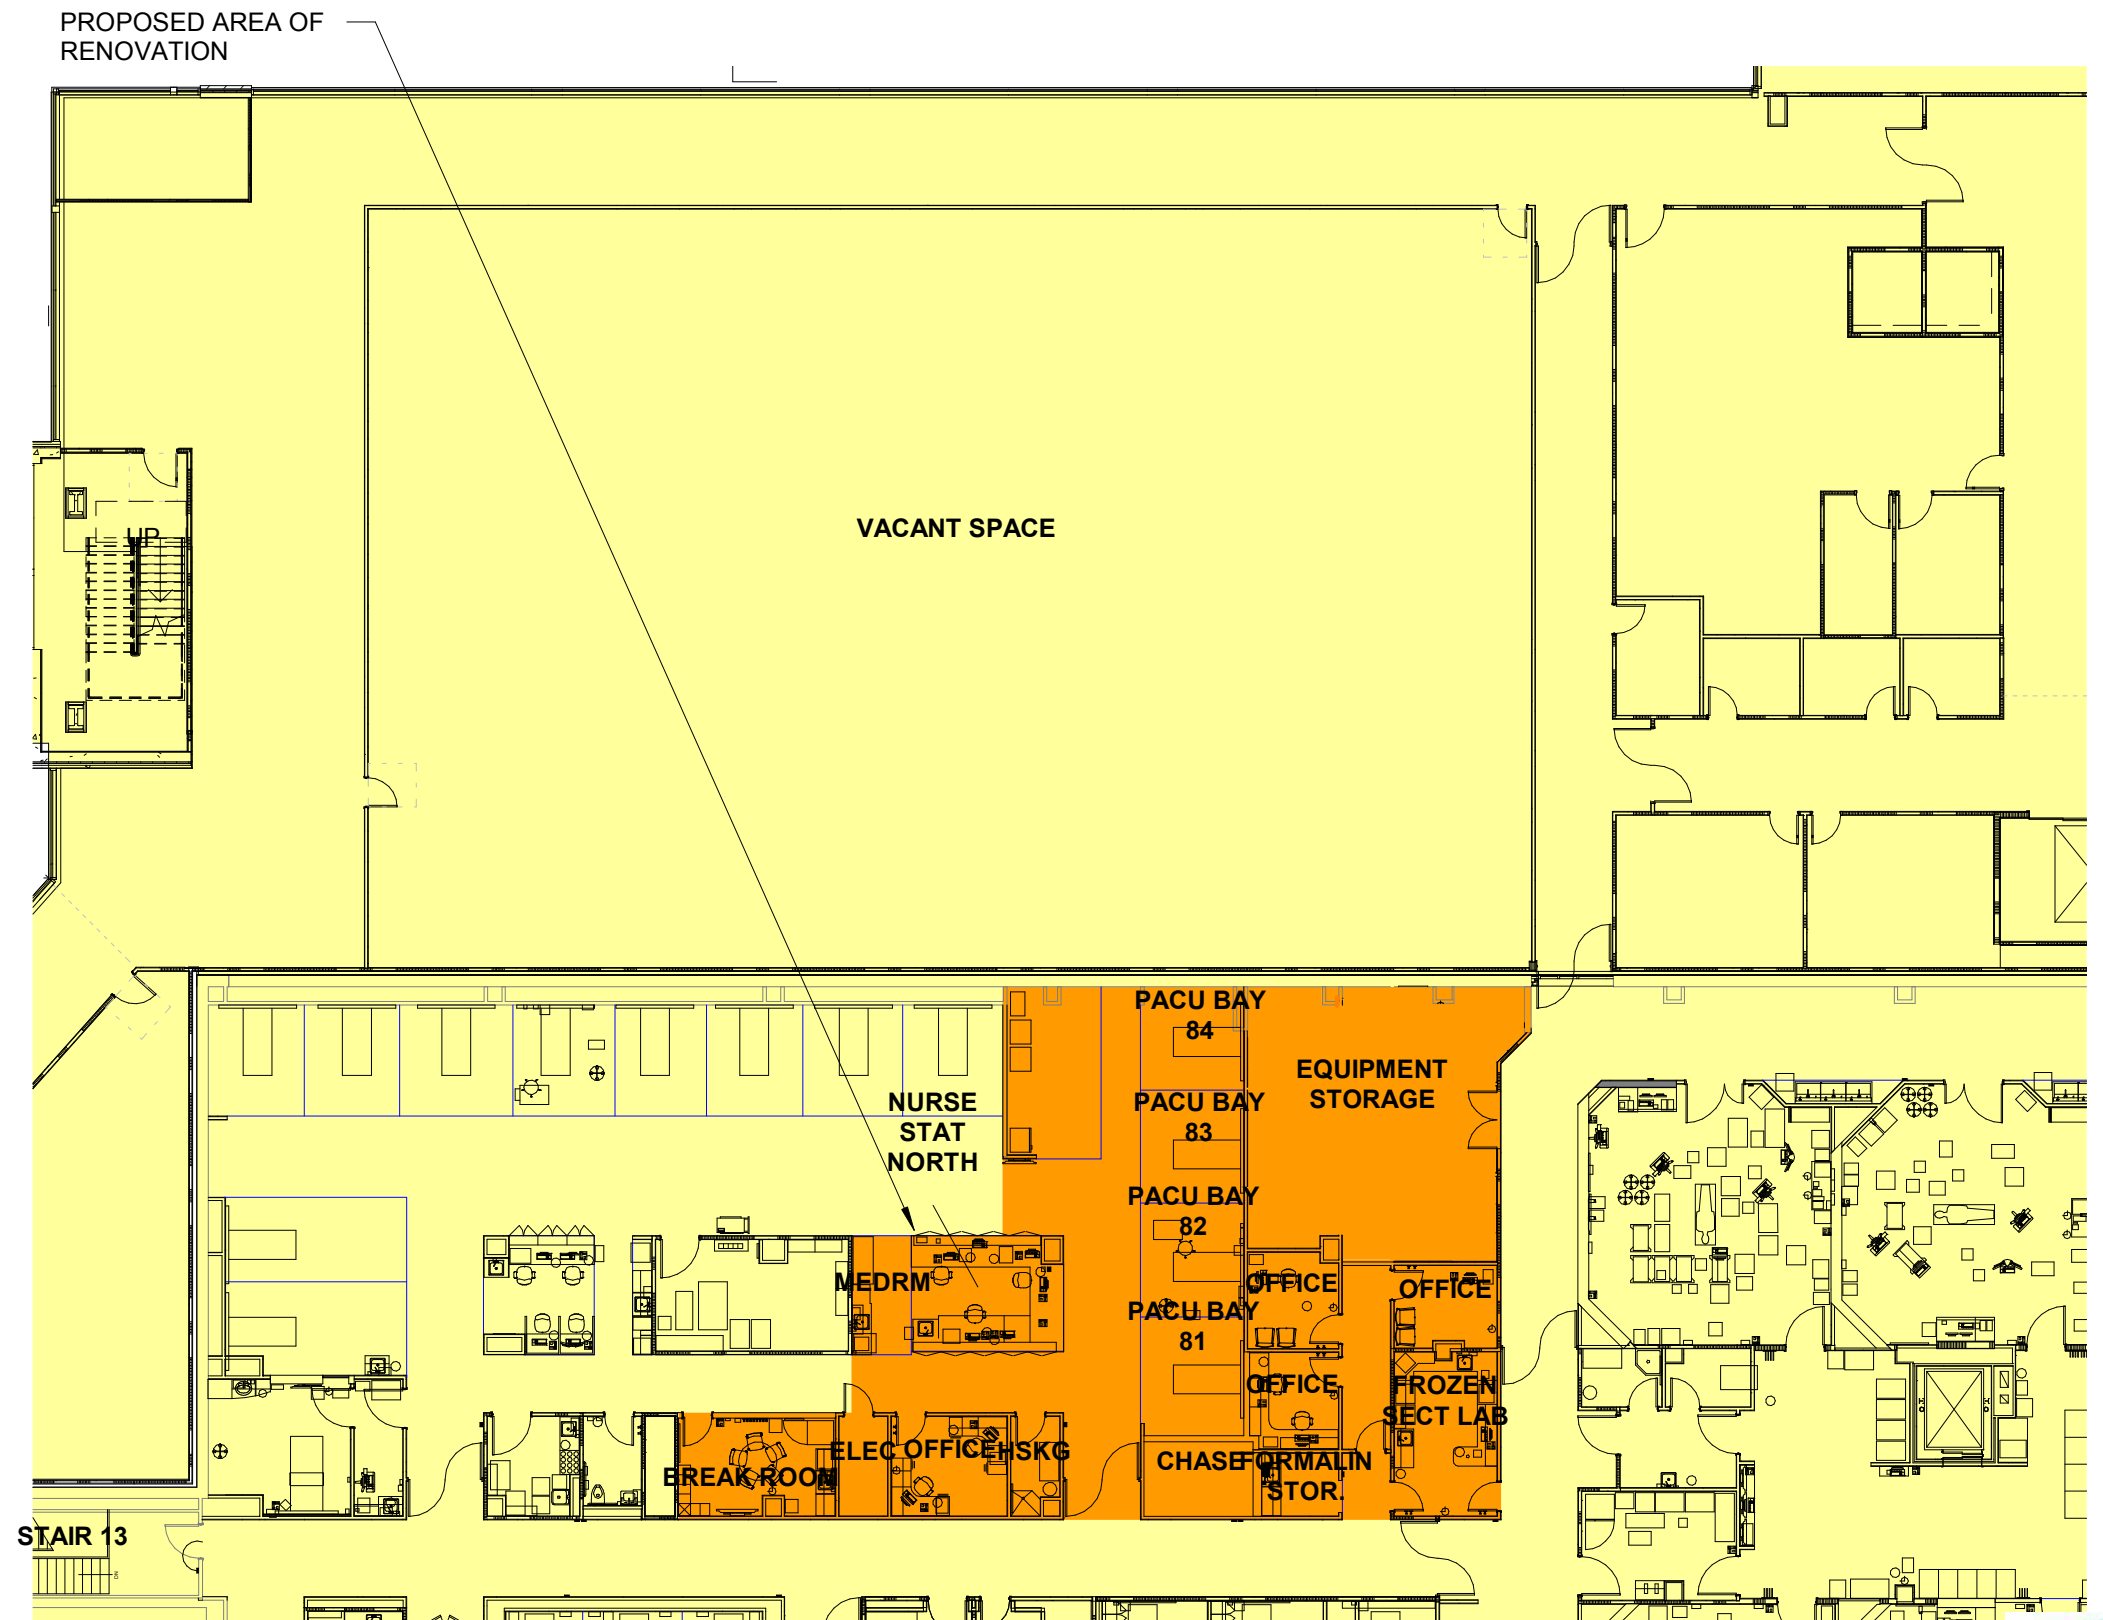 PROPOSED AREA OF
RENOVATION
UP
VACANT SPACE
PACU BAY
84
EQUIPMENT
STORAGE
NURSE
STAT
NORTH
PACU BAY
83
PACU BAY
82
MEDRM
OFFICE
OFFICE
PACU BAY
81
OFFICE
FROZEN
SECT LAB
ELEC
OFFICE
HSKG
BREAK ROOM
CHASE
FORMALIN
STOR.
STAIR 13